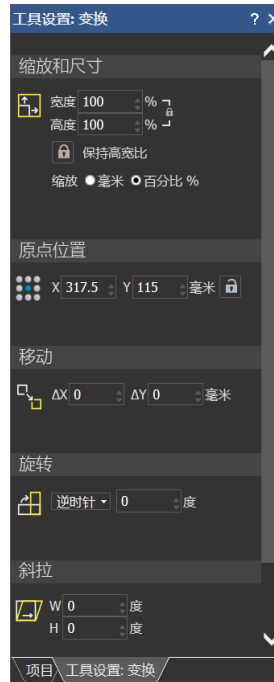 工具设置: 变换 ? ×
缩放和尺寸
宽度 100 %
高度 100 %
保持高宽比
缩放 毫米 百分比 %
原点位置
X 317.5 Y 115 毫米
移动
ΔX 0 ΔY 0 毫米
旋转
逆时针 0 度
斜拉
W 0 度
H 0 度
项目 工具设置: 变换